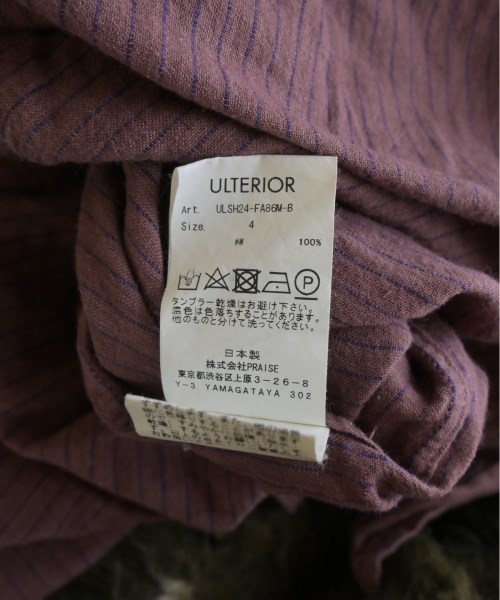 ULTERIOR
Art. ULSH24-FA86M-B
Size. 4
100%
P
タンブラー乾燥はお避け下さい。
濃色は色落ちすることがあります。
他のものと分けて洗ってください。
日本製
株式会社PRAISE
東京都渋谷区上原3-26-8
Y-3 YAMAGATAYA 302